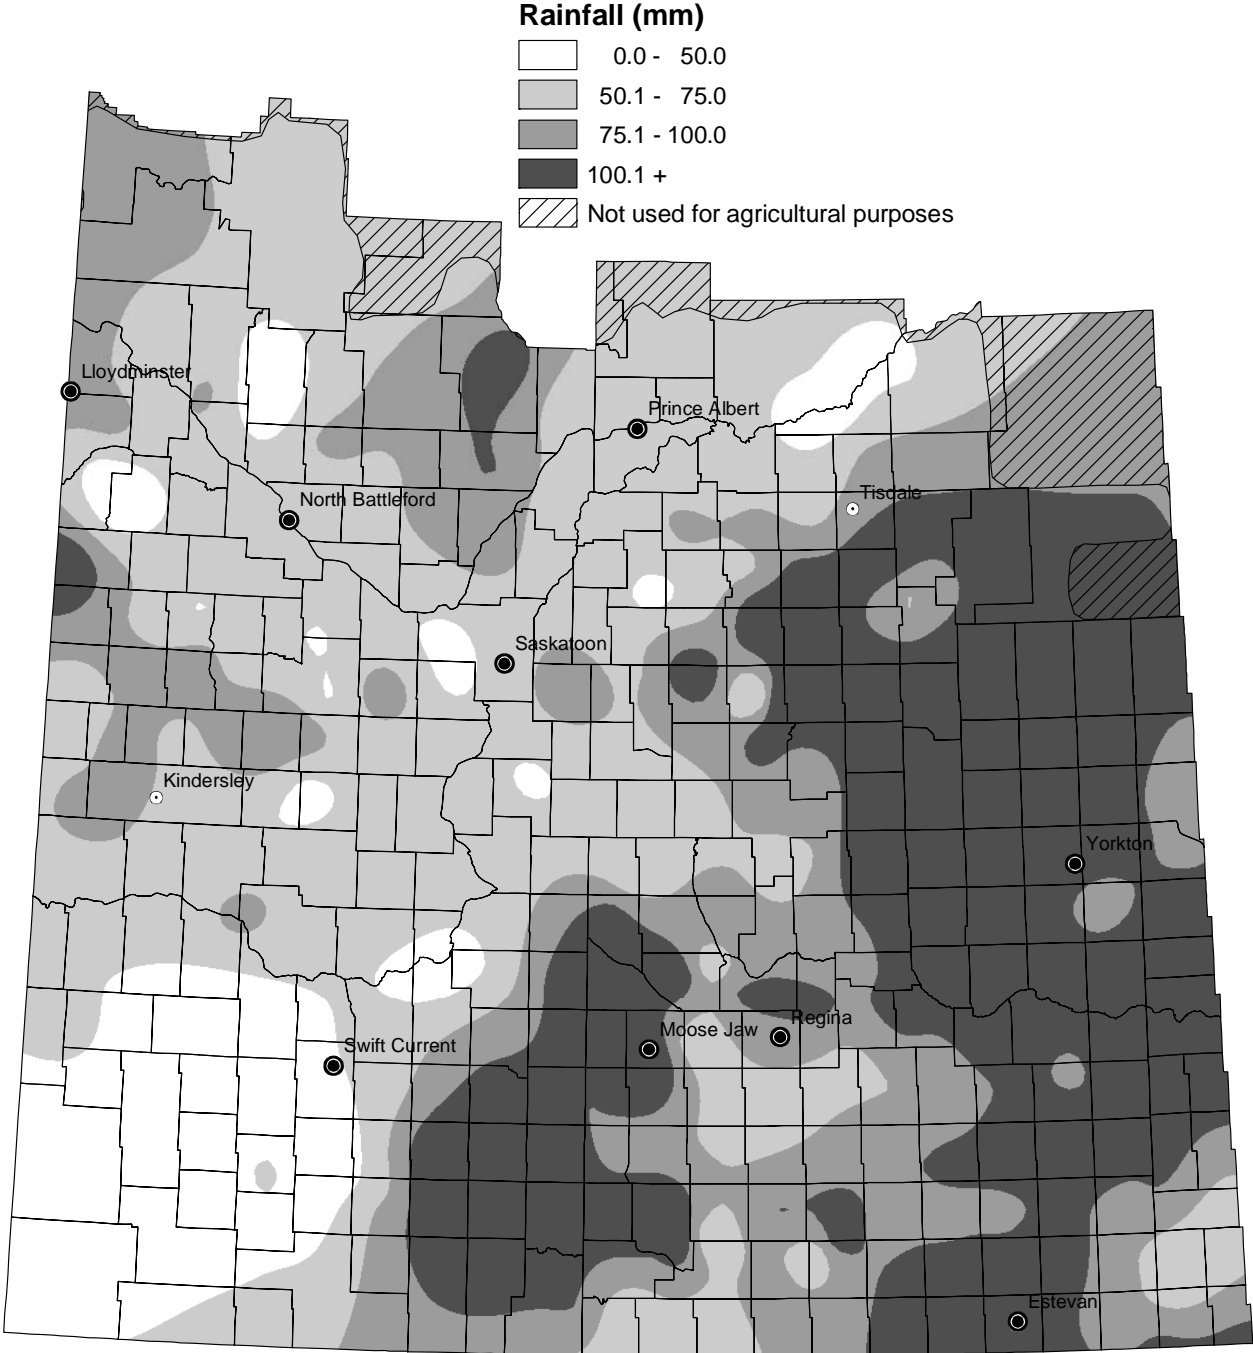 Rainfall (mm)
0.0 - 50.0
50.1 - 75.0
75.1 - 100.0
100.1 +
Not used for agricultural purposes
Lloydminster
Prince Albert
North Battleford
Tisdale
Saskatoon
Kindersley
Yorkton
Regina
Moose Jaw
Swift Current
Estevan